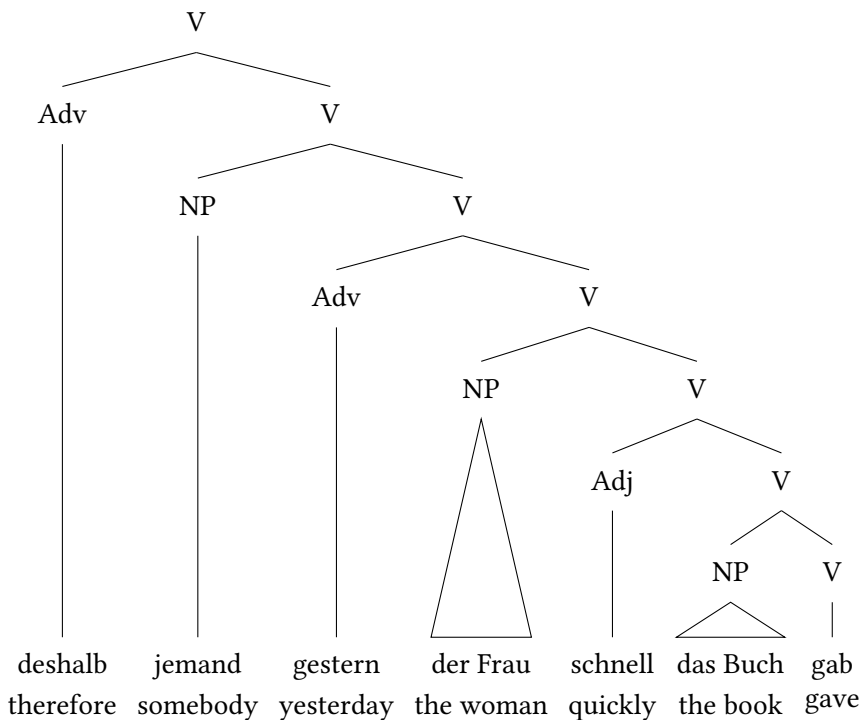 V
Adv V
NP V
Adv V
NP V
Adj V
NP V
deshalb jemand gestern der Frau schnell das Buch gab
therefore somebody yesterday the woman quickly the book gave